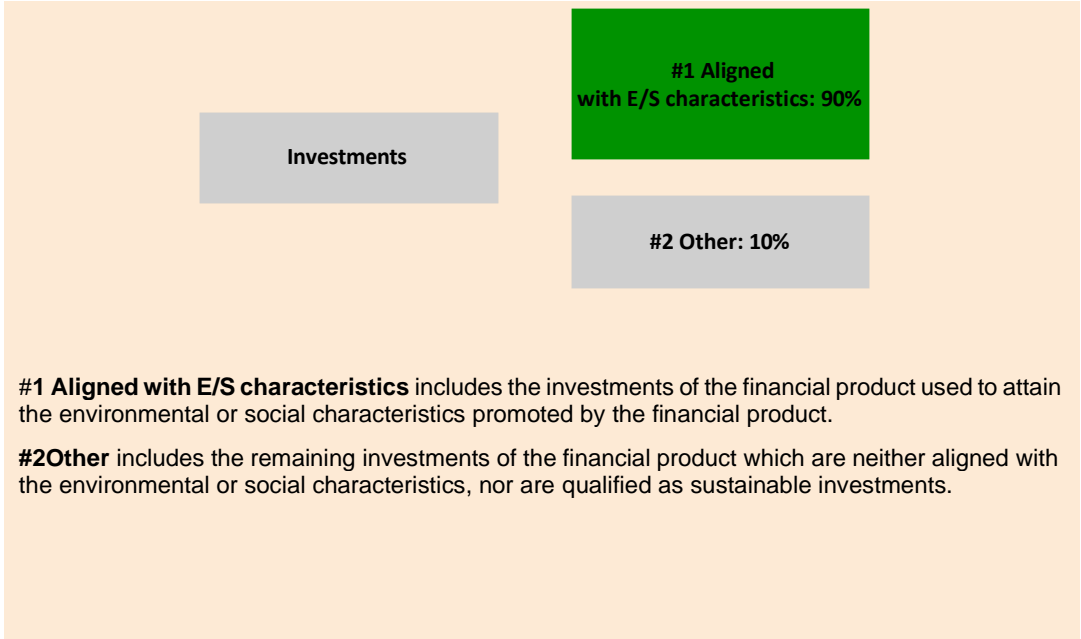 #1 Aligned
with E/S characteristics: 90%
Investments
#2 Other: 10%
#1 Aligned with E/S characteristics includes the investments of the financial product used to attain
the environmental or social characteristics promoted by the financial product.
#2Other includes the remaining investments of the financial product which are neither aligned with
the environmental or social characteristics, nor are qualified as sustainable investments.